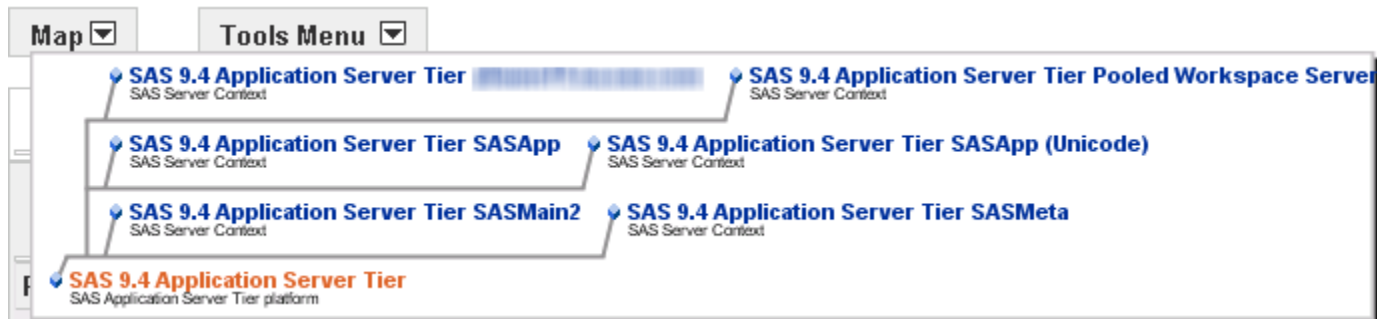 Map Tools Menu
SAS 9.4 Application Server Tier SAS 9.4 Application Server Tier Pooled Workspace Server
SAS Server Context SAS Server Context
SAS 9.4 Application Server Tier SASApp SAS 9.4 Application Server Tier SASApp (Unicode)
SAS Server Context SAS Server Context
SAS 9.4 Application Server Tier SASMain2 SAS 9.4 Application Server Tier SASMeta
SAS Server Context SAS Server Context
SAS 9.4 Application Server Tier
SAS Application Server Tier platform